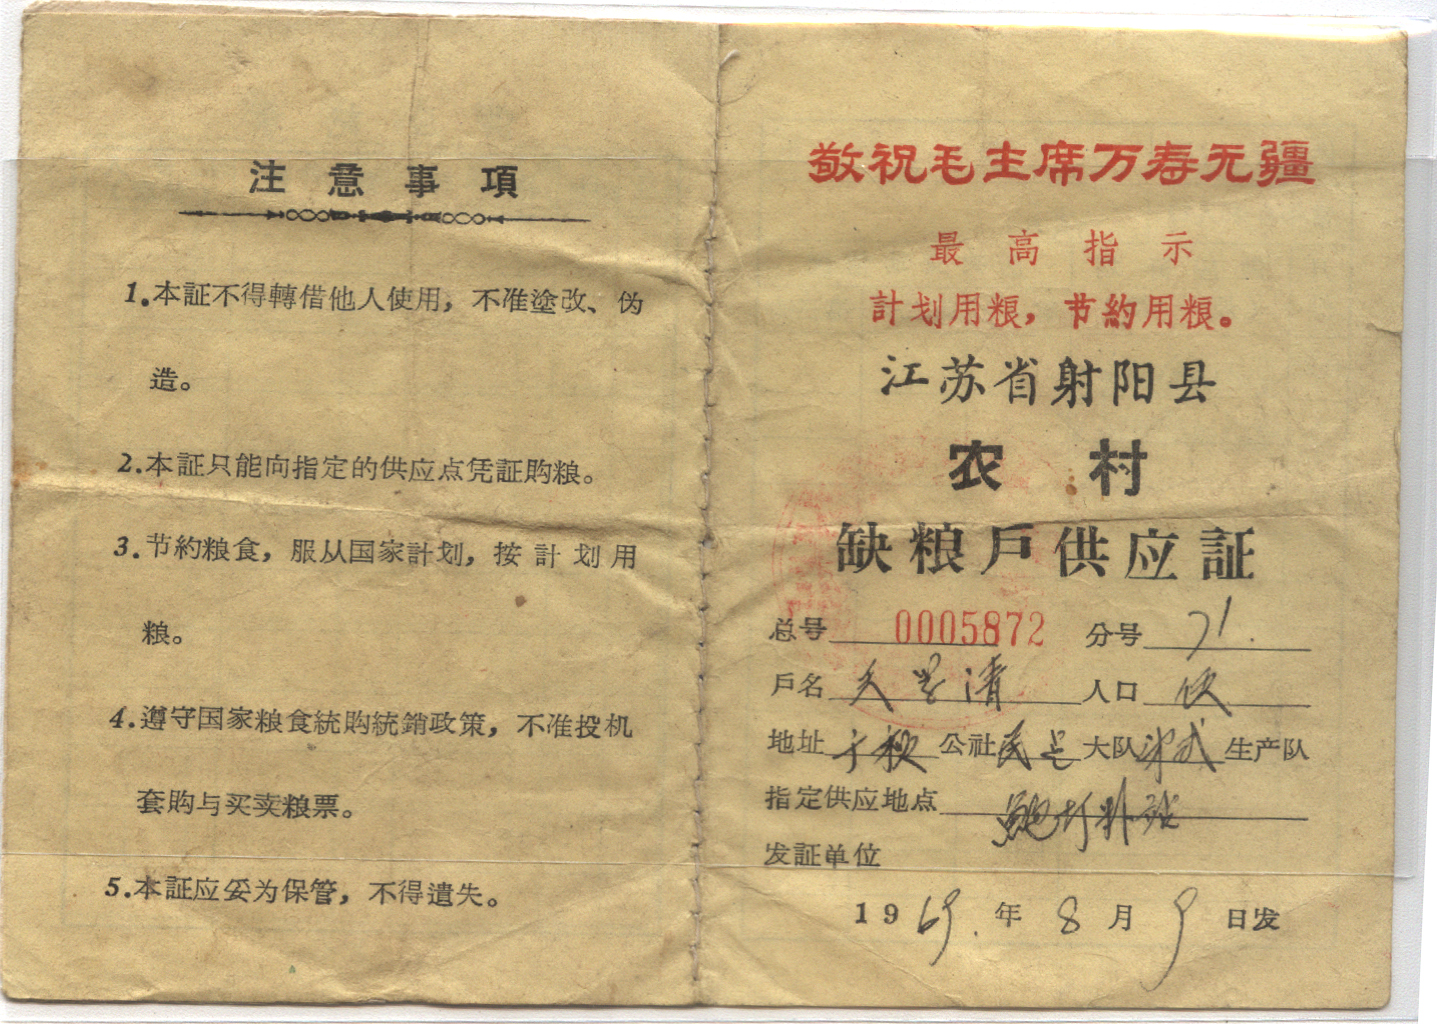 注意事項
1.本証不得轉借他人使用，不准塗改、伪
造。
2.本証只能向指定的供应点凭証购粮。
3.节約粮食，服从国家計划，按計划用
粮。
4.遵守国家粮食統购統銷政策，不准投机
套购与买卖粮票。
5.本証应妥为保管，不得遺失。
敬祝毛主席万寿无疆
最高指示
計划用粮，节約用粮。
江苏省射阳县
农村
缺粮戶供应証
总号 0005872 分号 71.
戶名 清 人口
地址 公社 大队 生产队
指定供应地点
发証单位
1969.年8月9日发